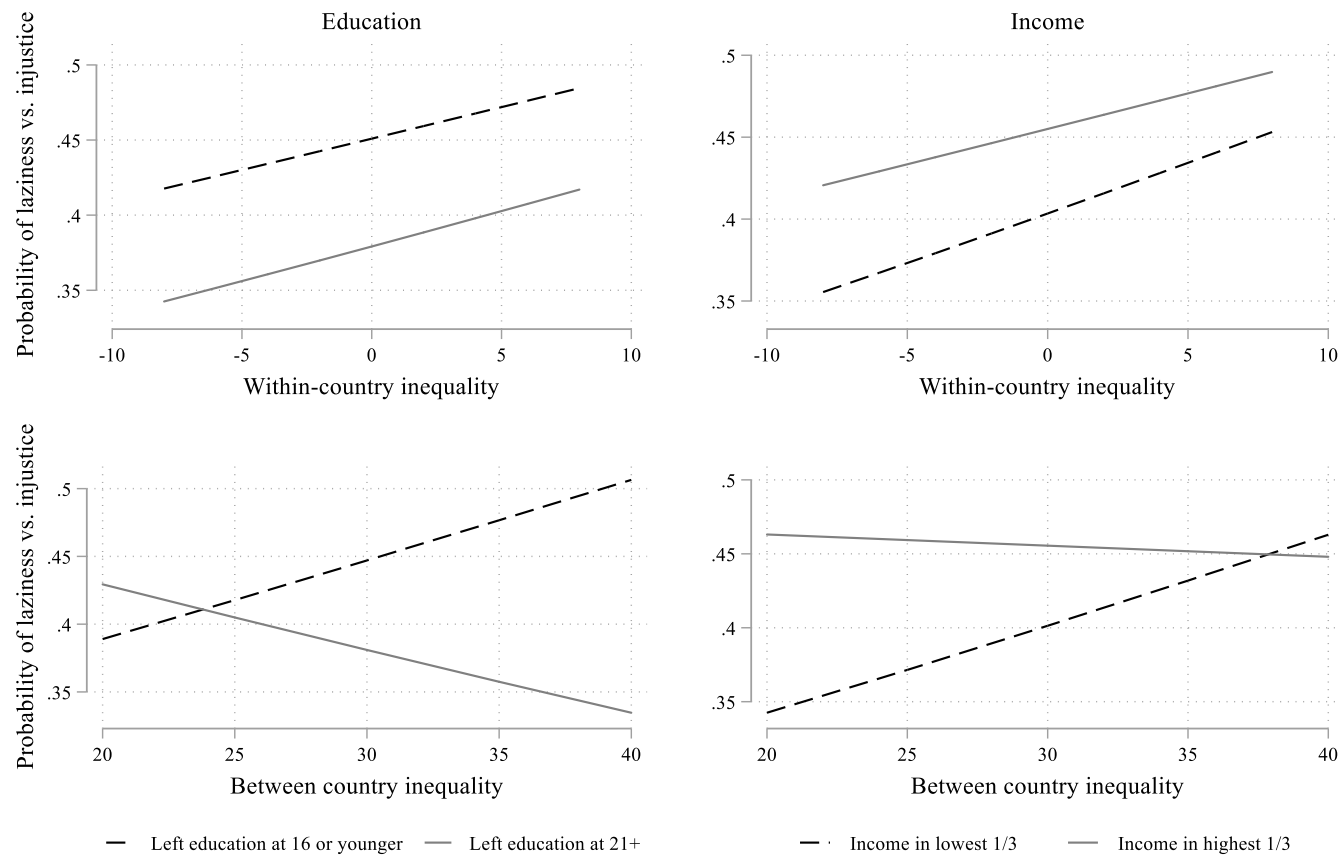 Education
Probability of laziness vs. injustice
.5
.45
.4
.35
-10 -5 0 5 10
Within-country inequality
Income
.5
.45
.4
.35
-10 -5 0 5 10
Within-country inequality
Probability of laziness vs. injustice
.5
.45
.4
.35
20 25 30 35 40
Between country inequality
.5
.45
.4
.35
20 25 30 35 40
Between country inequality
Left education at 16 or younger Left education at 21+
Income in lowest 1/3 Income in highest 1/3